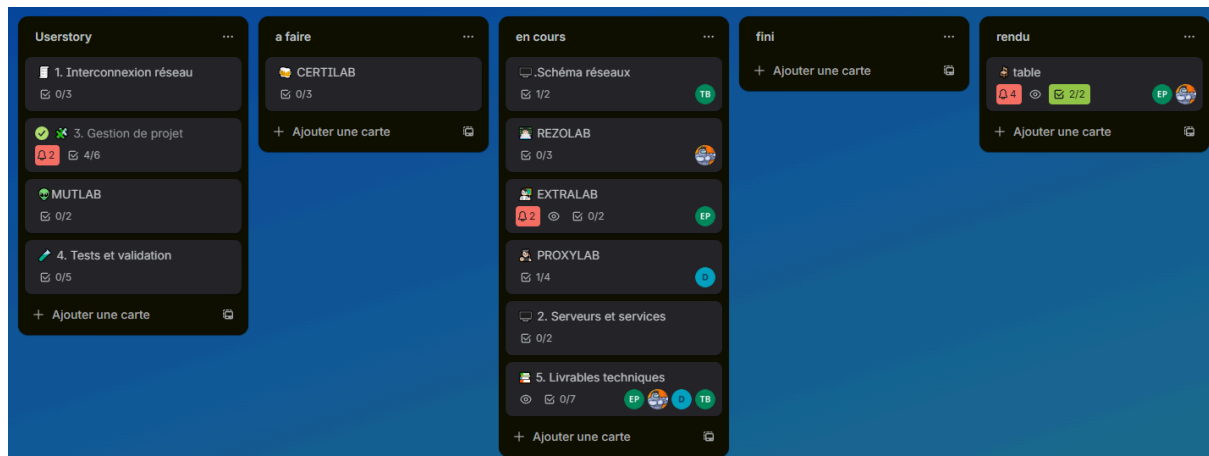 Userstory
1. Interconnexion réseau
0/3
3. Gestion de projet
2 4/6
MUTLAB
0/2
4. Tests et validation
0/5
+ Ajouter une carte
a faire
CERTILAB
0/3
+ Ajouter une carte
en cours
.Schéma réseaux
1/2 TB
REZOLAB
0/3
EXTRALAB
2 0/2 EP
PROXYLAB
1/4 D
2. Serveurs et services
0/2
5. Livrables techniques
0/7 EP D TB
+ Ajouter une carte
fini
+ Ajouter une carte
rendu
table
4 2/2 EP
+ Ajouter une carte